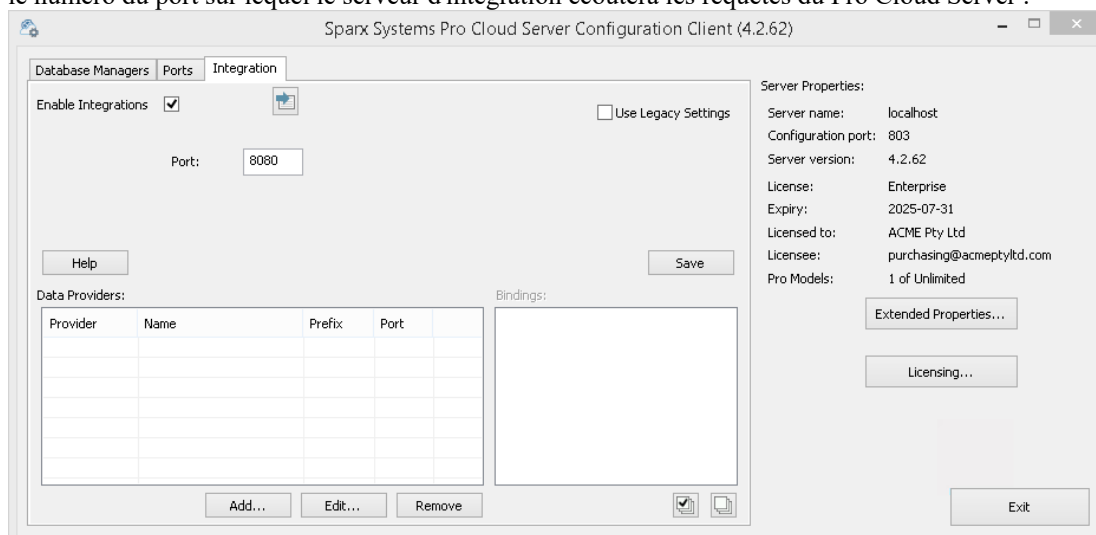 le numéro du port sur lequel le serveur d'intégration écoutera les requêtes du Pro Cloud Server :
Sparx Systems Pro Cloud Server Configuration Client (4.2.62)
Database Managers Ports Integration
Enable Integrations
Use Legacy Settings
Port: 8080
Help
Save
Data Providers:
Provider Name Prefix Port
Bindings:
Add... Edit... Remove
Server Properties:
Server name: localhost
Configuration port: 803
Server version: 4.2.62
License: Enterprise
Expiry: 2025-07-31
Licensed to: ACME Pty Ltd
Licensee: purchasing@acmeptyltd.com
Pro Models: 1 of Unlimited
Extended Properties...
Licensing...
Exit